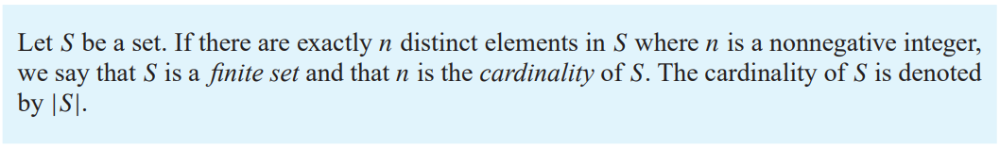 Let S be a set. If there are exactly n distinct elements in S where n is a nonnegative integer,
we say that S is a finite set and that n is the cardinality of S. The cardinality of S is denoted
by |S|.